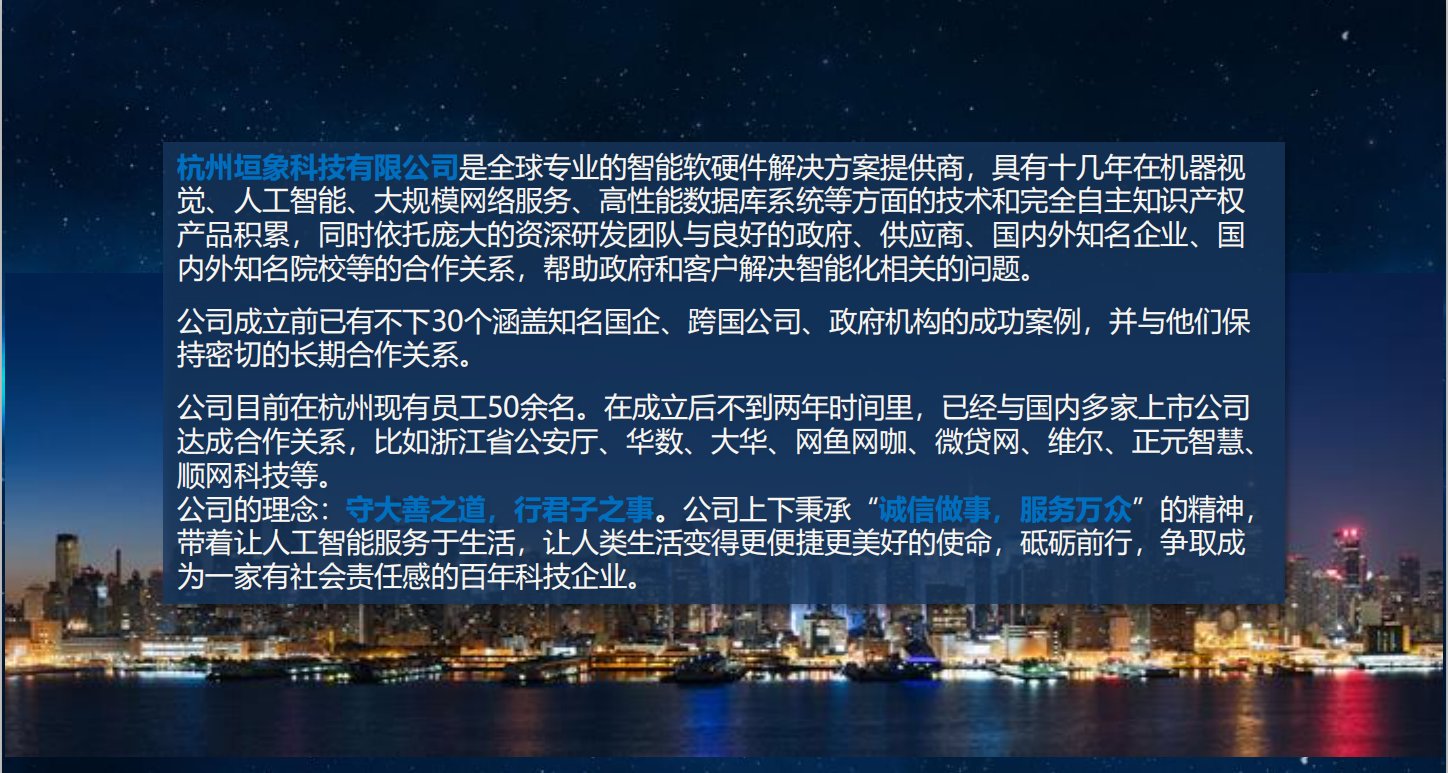 杭州垣象科技有限公司是全球专业的智能软硬件解决方案提供商，具有十几年在机器视
觉、人工智能、大规模网络服务、高性能数据库系统等方面的技术和完全自主知识产权
产品积累，同时依托庞大的资深研发团队与良好的政府、供应商、国内外知名企业、国
内外知名院校等的合作关系，帮助政府和客户解决智能化相关的问题。
公司成立前已有不下30个涵盖知名国企、跨国公司、政府机构的成功案例，并与他们保
持密切的长期合作关系。
公司目前在杭州现有员工50余名。在成立后不到两年时间里，已经与国内多家上市公司
达成合作关系，比如浙江省公安厅、华数、大华、网鱼网咖、微贷网、维尔、正元智慧、
顺网科技等。
公司的理念：守大善之道，行君子之事。公司上下秉承“诚信做事，服务万众”的精神，
带着让人工智能服务于生活，让人类生活变得更便捷更美好的使命，砥砺前行，争取成
为一家有社会责任感的百年科技企业。